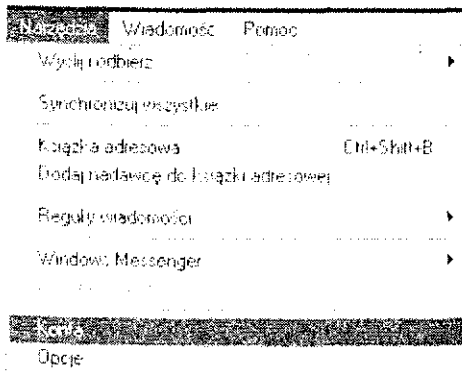 Narzędzia Wiadomość Pomoc
Wyślij i odbierz
Synchronizuj wszystkie
Książka adresowa Ctrl+Shift+B
Dodaj nadawcę do książki adresowej
Reguły wiadomości
Windows Messenger
Konta...
Opcje